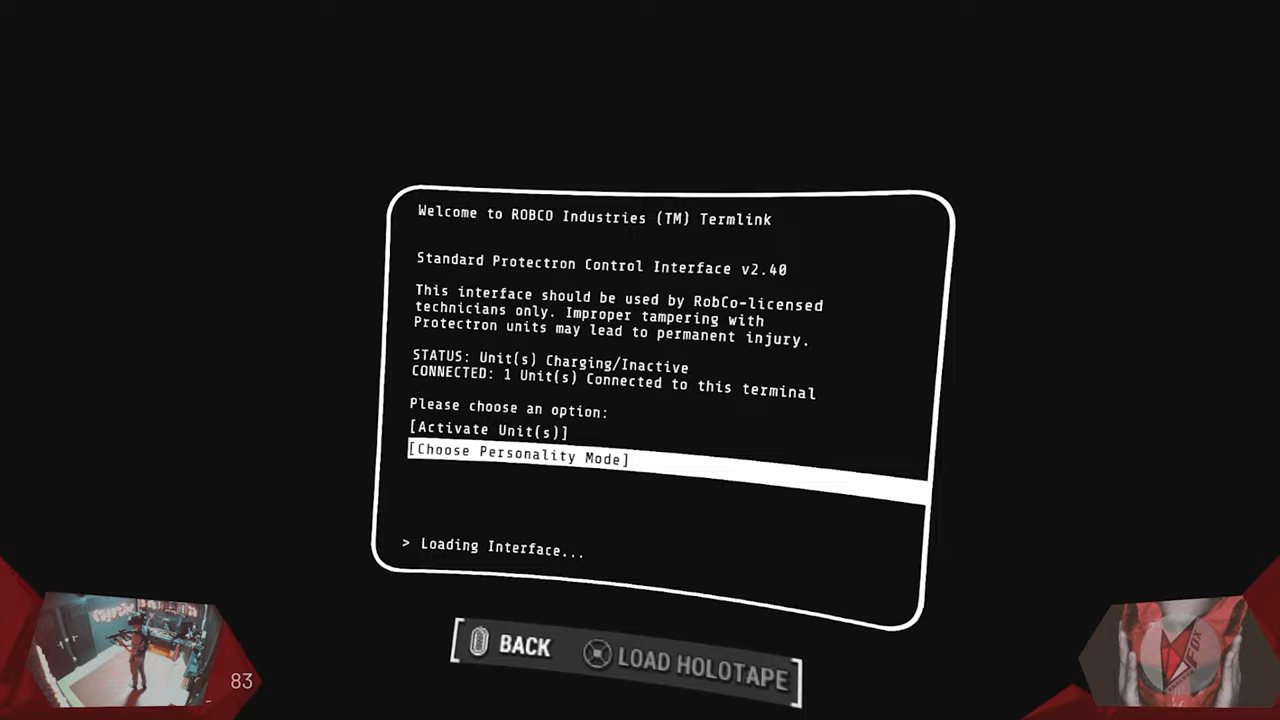 Welcome to ROBCO Industries (TM) Termlink
Standard Protectron Control Interface v2.40
This interface should be used by RobCo-licensed
technicians only. Improper tampering with
Protectron units may lead to permanent injury.
STATUS: Unit(s) Charging/Inactive
CONNECTED: 1 Unit(s) Connected to this terminal
Please choose an option:
[Activate Unit(s)]
[Choose Personality Mode]
> Loading Interface...
BACK
LOAD HOLOTAPE
83
FOX